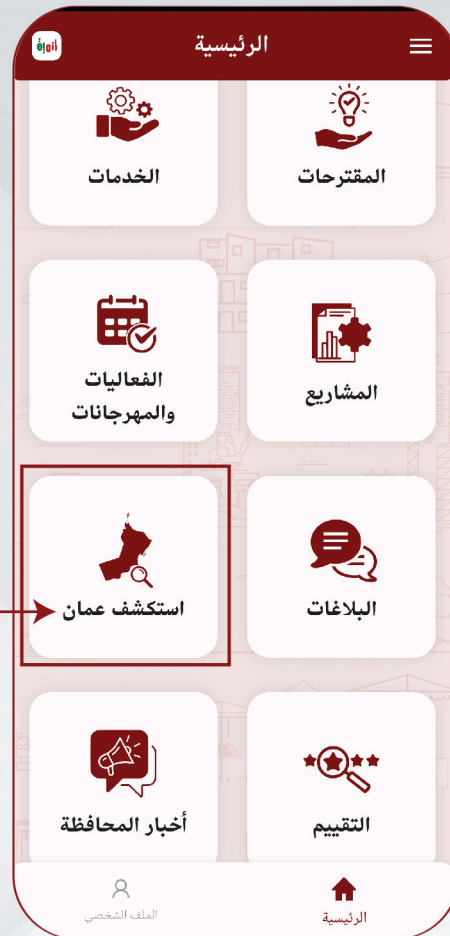 الرئيسية
المقترحات
الخدمات
المشاريع
الفعاليات
والمهرجانات
البلاغات
استكشف عمان
التقييم
أخبار المحافظة
الرئيسية
الملف الشخصي